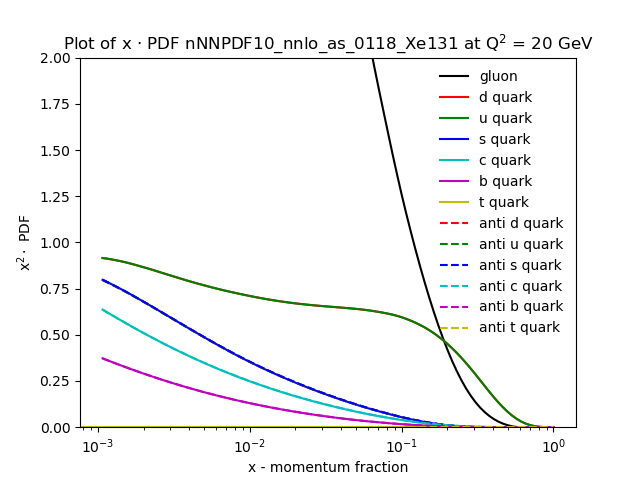 Plot of x · PDF nNNPDF10_nnlo_as_0118_Xe131 at Q² = 20 GeV
x² · PDF
2.00
1.75
1.50
1.25
1.00
0.75
0.50
0.25
0.00
gluon
d quark
u quark
s quark
c quark
b quark
t quark
anti d quark
anti u quark
anti s quark
anti c quark
anti b quark
anti t quark
10⁻³ 10⁻² 10⁻¹ 10⁰
x - momentum fraction